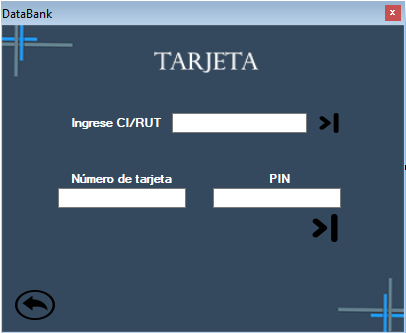 DataBank
TARJETA
Ingrese CI/RUT
Número de tarjeta
PIN